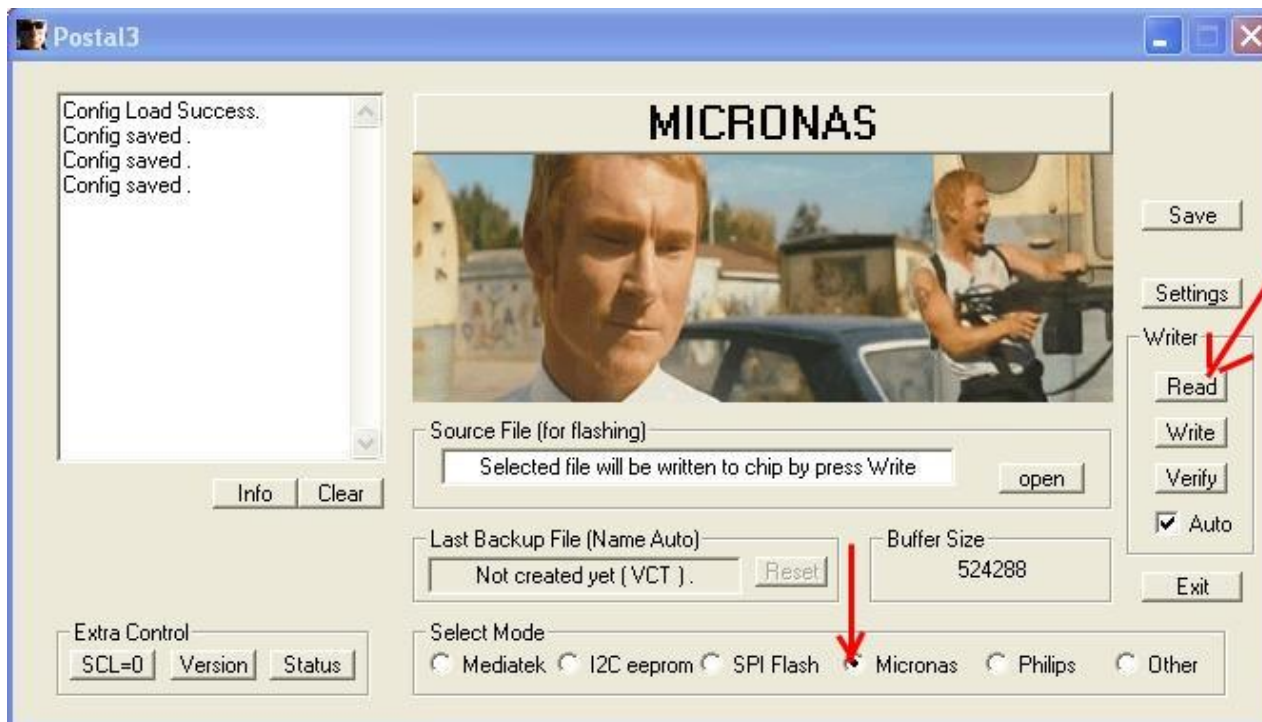 Postal3
Config Load Success.
Config saved .
Config saved .
Config saved .
Info Clear
MICRONAS
Source File (for flashing)
Selected file will be written to chip by press Write
open
Last Backup File (Name Auto)
Not created yet ( VCT ) .
Reset
Buffer Size
524288
Save
Settings
Writer
Read
Write
Verify
Auto
Exit
Extra Control
SCL=0 Version Status
Select Mode
Mediatek I2C eeprom SPI Flash Micronas Philips Other